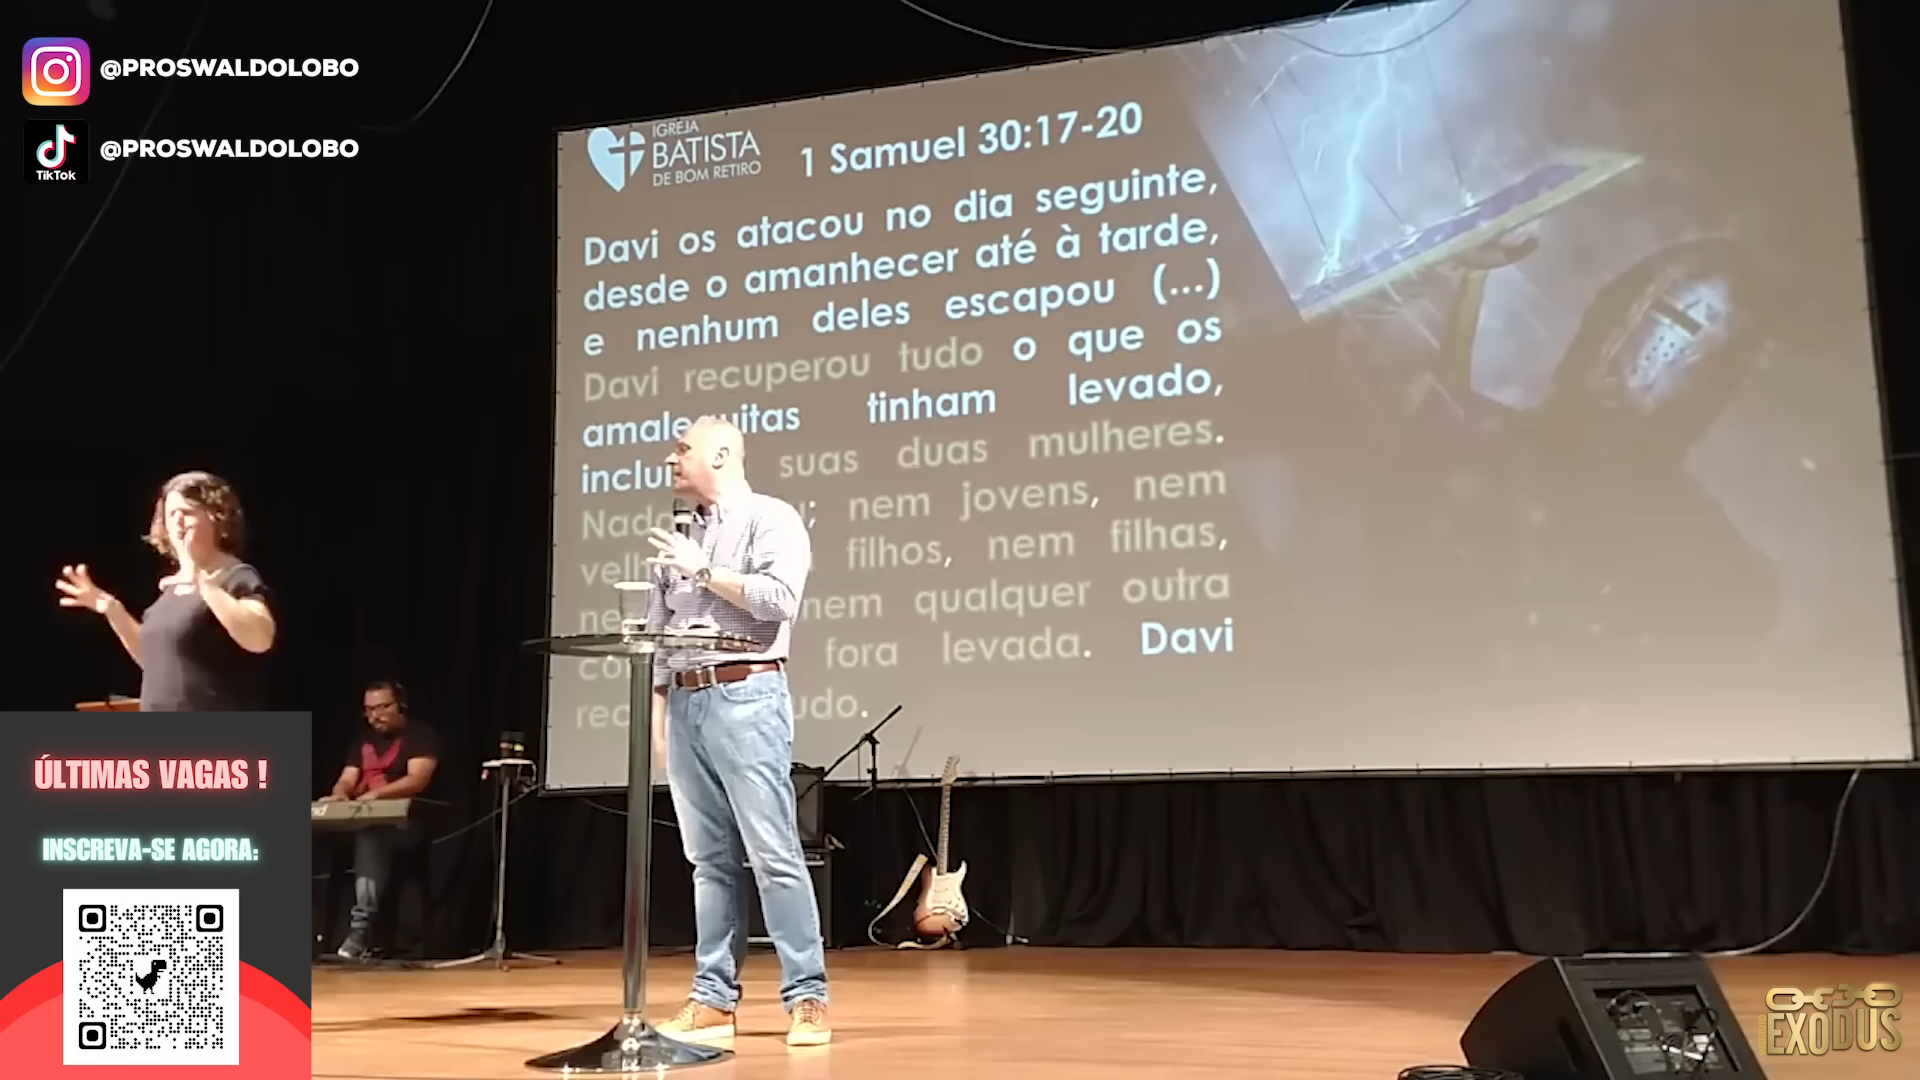 @PROSWALDOLOBO
TikTok
@PROSWALDOLOBO
IGREJA
BATISTA
DE BOM RETIRO
1 Samuel 30:17-20
Davi os atacou no dia seguinte,
desde o amanhecer até à tarde,
e nenhum deles escapou (...)
Davi recuperou tudo o que os
amalequitas tinham levado,
suas duas mulheres.
nem jovens, nem
filhos, nem filhas,
nem qualquer outra
fora levada. Davi
ÚLTIMAS VAGAS !
INSCREVA-SE AGORA:
EXODUS